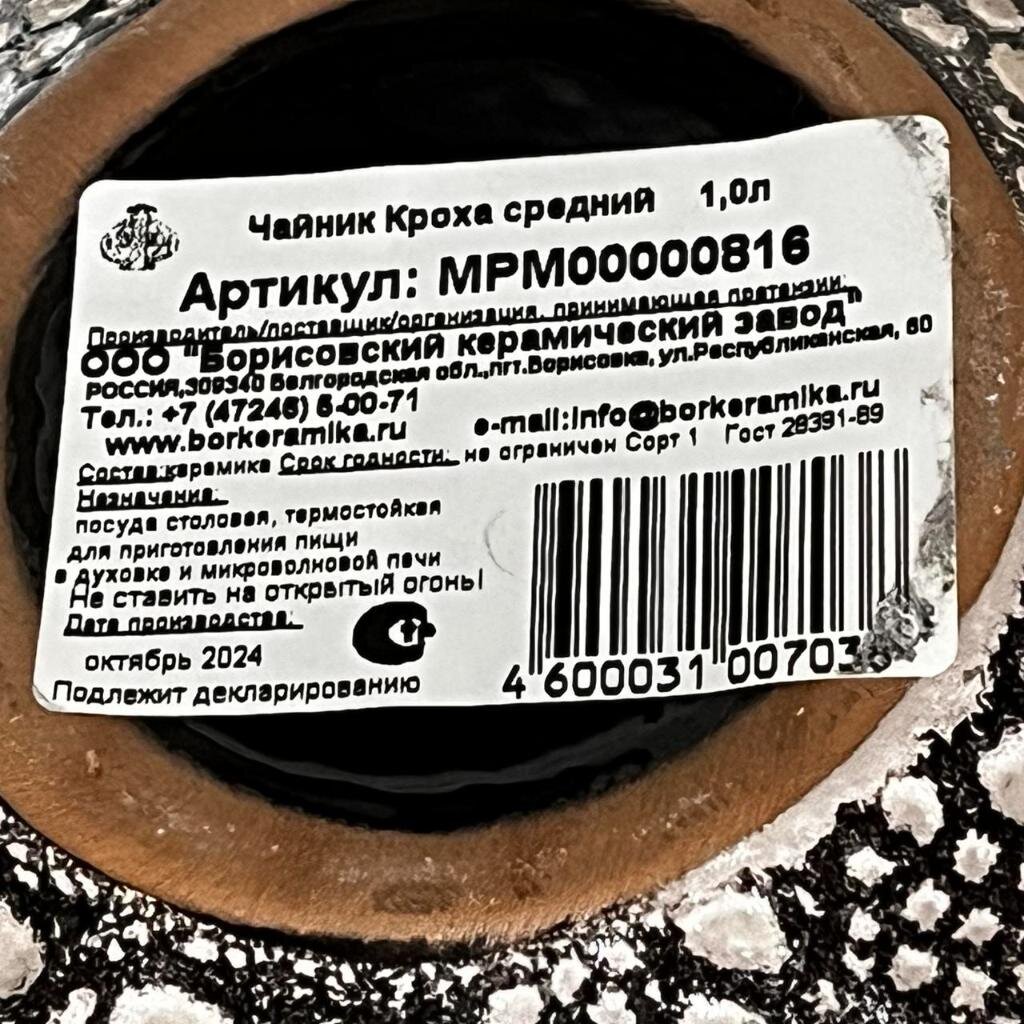 Чайник Кроха средний 1,0л
Артикул: МРМ00000816
Производитель/поставщик/организация, принимающая претензии:
ООО "Борисовский керамический завод"
РОССИЯ,309340 Белгородская обл.,пгт.Борисовка, ул.Республиканская, 60
Тел.: +7 (47246) 5-00-71 e-mail:info@borkeramika.ru
www.borkeramika.ru
Состав:керамика Срок годности: не ограничен Сорт 1 Гост 28391-89
Назначение:
посуда столовая, термостойкая
для приготовления пищи
в духовке и микроволновой печи
Не ставить на открытый огонь!
Дата производства:
октябрь 2024
Подлежит декларированию
4 600031 00703